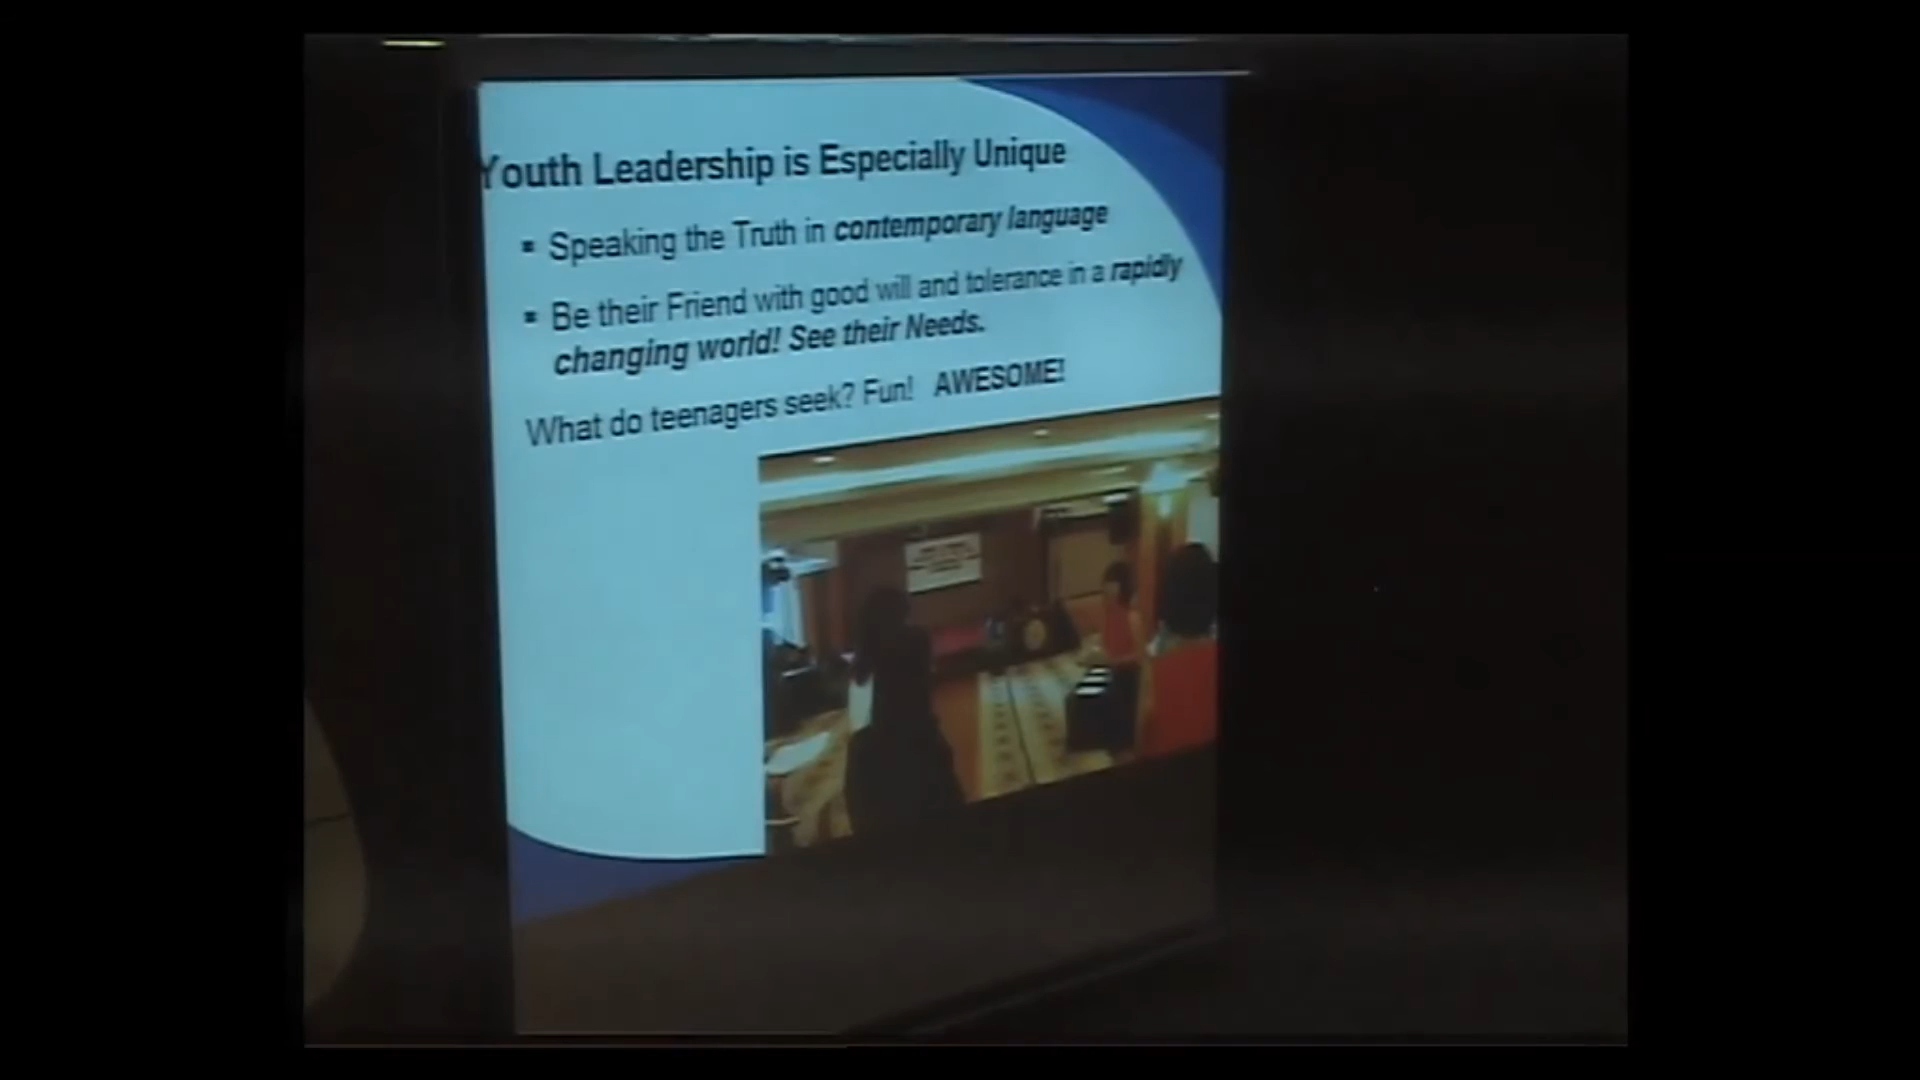 Youth Leadership is Especially Unique
▪ Speaking the Truth in contemporary language
▪ Be their Friend with good will and tolerance in a rapidly
changing world! See their Needs.
What do teenagers seek? Fun! AWESOME!